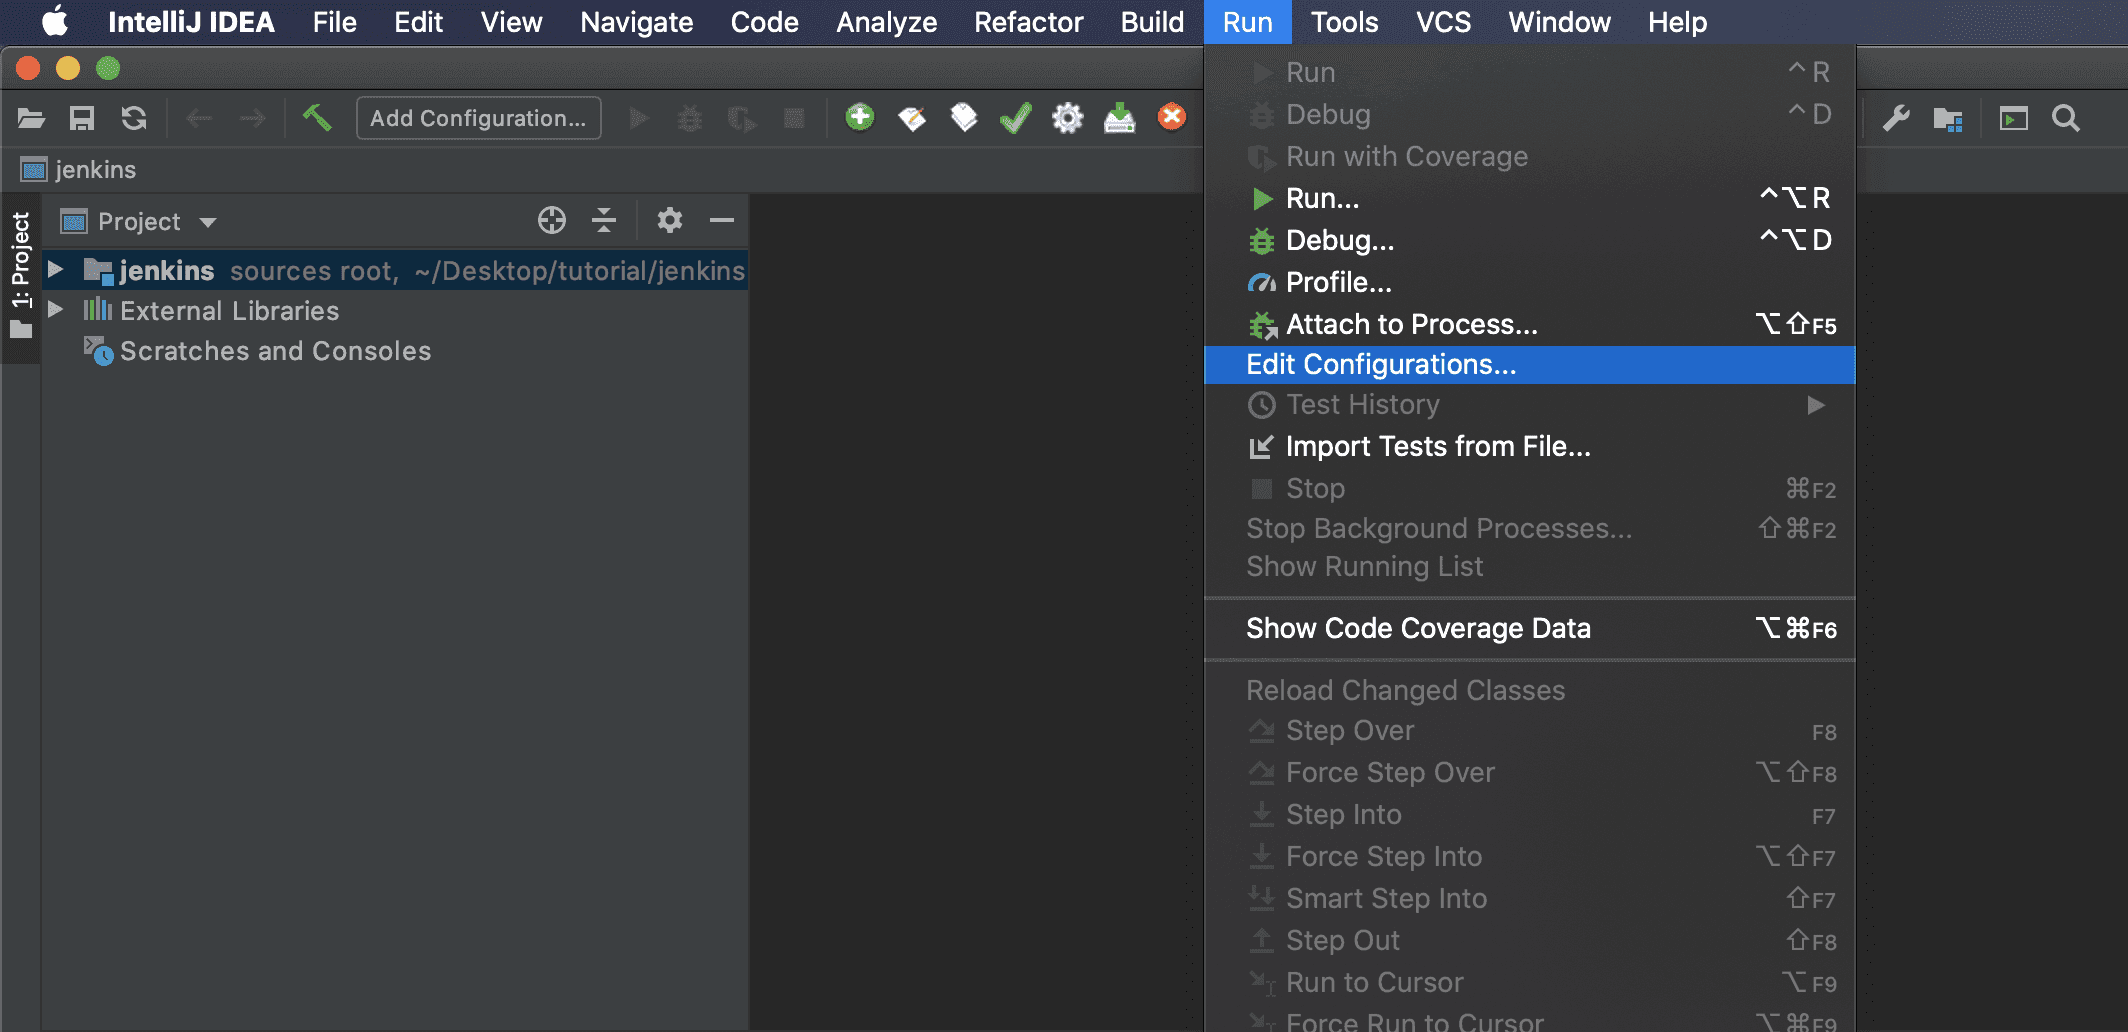 IntelliJ IDEA File Edit View Navigate Code Analyze Refactor Build Run Tools VCS Window Help
Add Configuration...
jenkins
1: Project
Project
jenkins sources root, ~/Desktop/tutorial/jenkins
External Libraries
Scratches and Consoles
Run ^R
Debug ^D
Run with Coverage
Run... ^⌥R
Debug... ^⌥D
Profile...
Attach to Process... ⌥⇧F5
Edit Configurations...
Test History
Import Tests from File...
Stop ⌘F2
Stop Background Processes... ⇧⌘F2
Show Running List
Show Code Coverage Data ⌥⌘F6
Reload Changed Classes
Step Over F8
Force Step Over ⌥⇧F8
Step Into F7
Force Step Into ⌥⇧F7
Smart Step Into ⇧F7
Step Out ⇧F8
Run to Cursor ⌥F9
Force Run to Cursor ⌥⌘F9